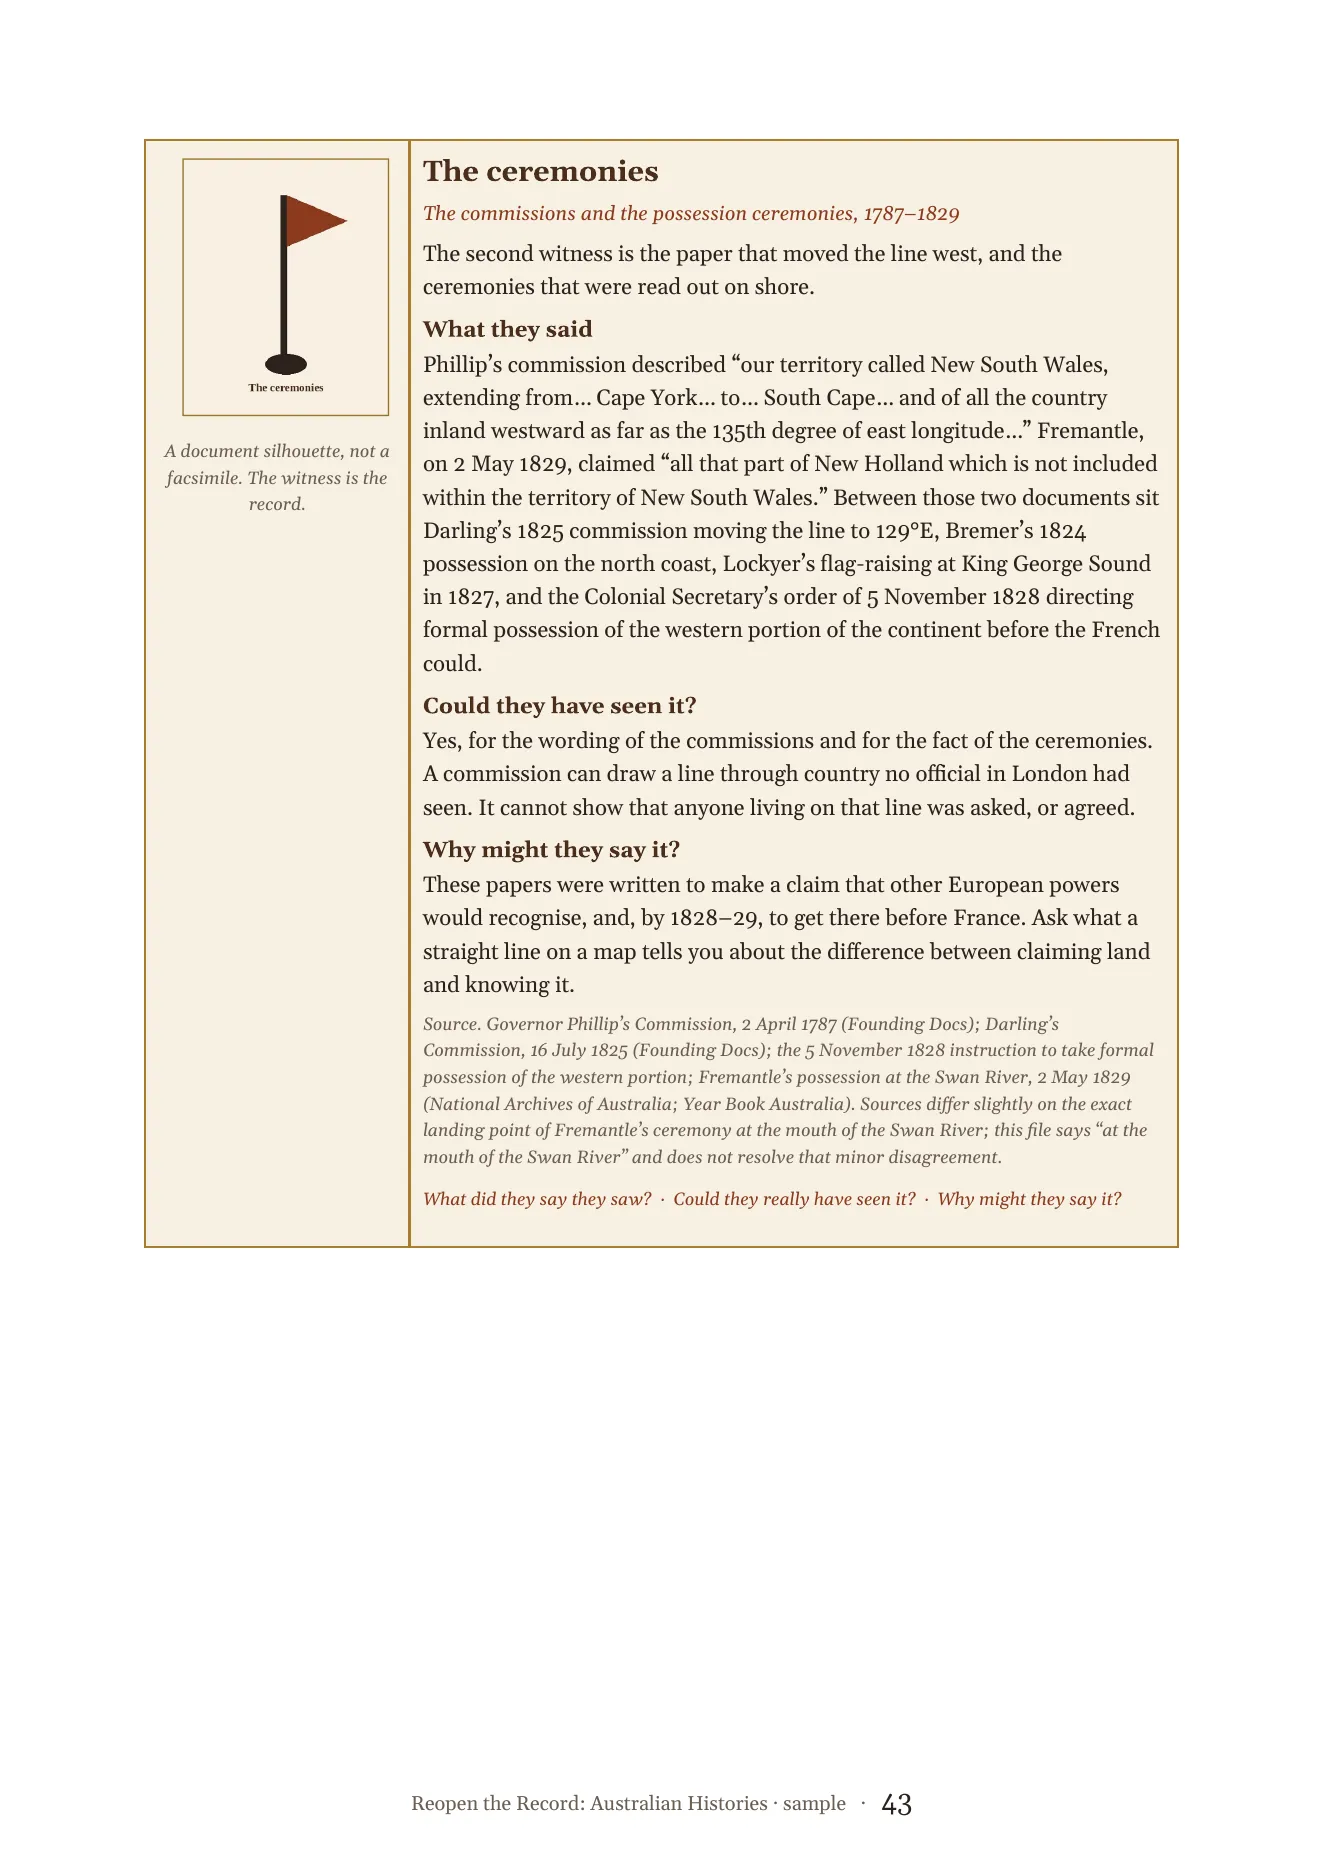 The ceremonies
A document silhouette, not a
facsimile. The witness is the
record.
The ceremonies
The commissions and the possession ceremonies, 1787–1829
The second witness is the paper that moved the line west, and the
ceremonies that were read out on shore.
What they said
Phillip’s commission described “our territory called New South Wales,
extending from… Cape York… to… South Cape… and of all the country
inland westward as far as the 135th degree of east longitude…” Fremantle,
on 2 May 1829, claimed “all that part of New Holland which is not included
within the territory of New South Wales.” Between those two documents sit
Darling’s 1825 commission moving the line to 129°E, Bremer’s 1824
possession on the north coast, Lockyer’s flag-raising at King George Sound
in 1827, and the Colonial Secretary’s order of 5 November 1828 directing
formal possession of the western portion of the continent before the French
could.
Could they have seen it?
Yes, for the wording of the commissions and for the fact of the ceremonies.
A commission can draw a line through country no official in London had
seen. It cannot show that anyone living on that line was asked, or agreed.
Why might they say it?
These papers were written to make a claim that other European powers
would recognise, and, by 1828–29, to get there before France. Ask what a
straight line on a map tells you about the difference between claiming land
and knowing it.
Source. Governor Phillip’s Commission, 2 April 1787 (Founding Docs); Darling’s
Commission, 16 July 1825 (Founding Docs); the 5 November 1828 instruction to take formal
possession of the western portion; Fremantle’s possession at the Swan River, 2 May 1829
(National Archives of Australia; Year Book Australia). Sources differ slightly on the exact
landing point of Fremantle’s ceremony at the mouth of the Swan River; this file says “at the
mouth of the Swan River” and does not resolve that minor disagreement.
What did they say they saw? · Could they really have seen it? · Why might they say it?
Reopen the Record: Australian Histories · sample · 43